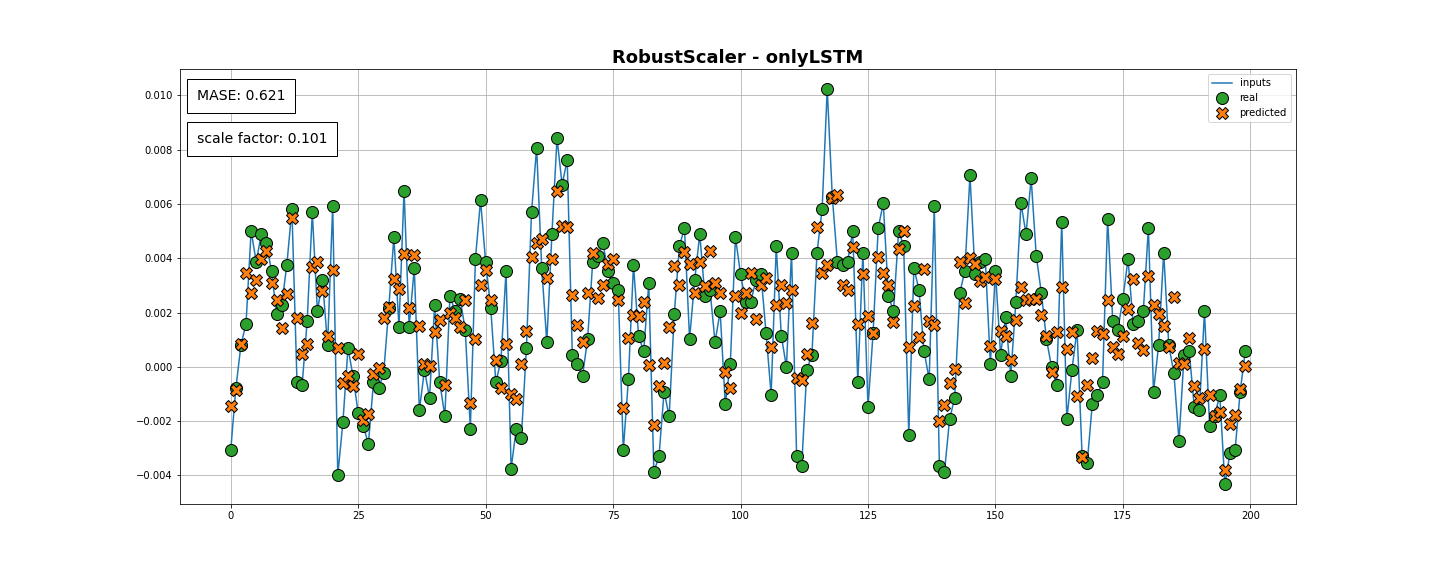 RobustScaler - onlyLSTM
MASE: 0.621
scale factor: 0.101
inputs
real
predicted
0.010
0.008
0.006
0.004
0.002
0.000
−0.002
−0.004
0 25 50 75 100 125 150 175 200